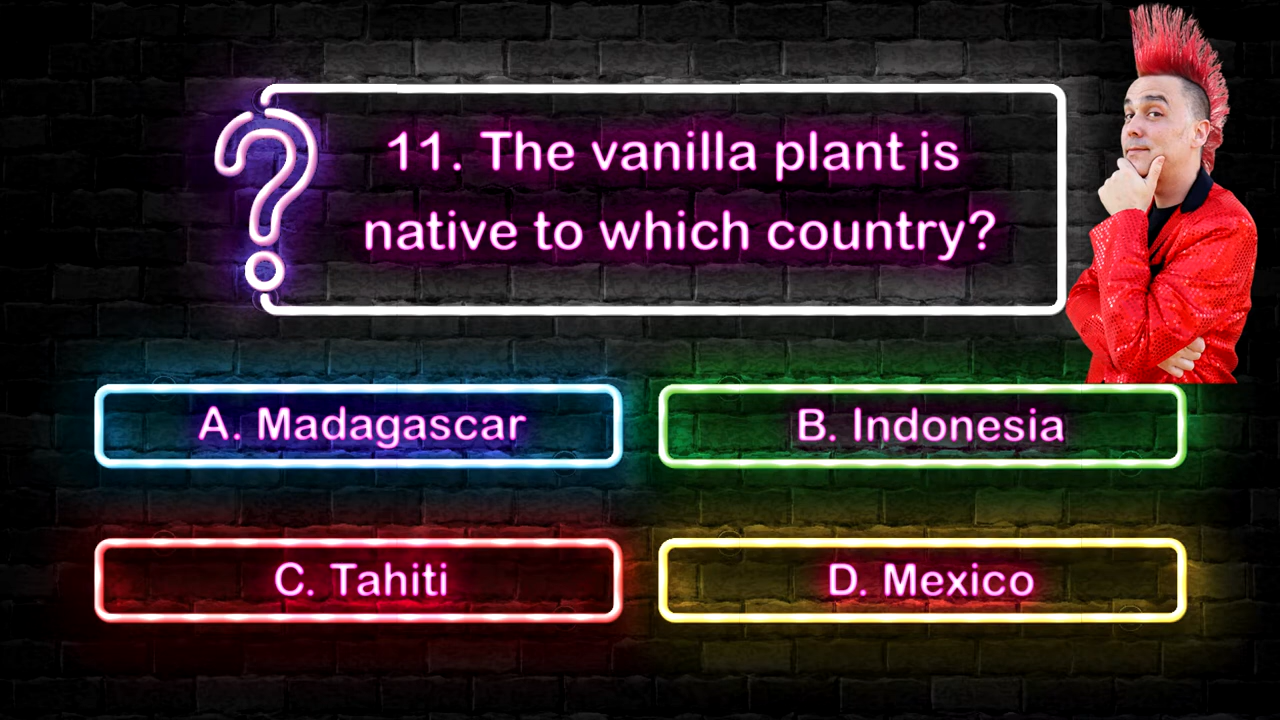 11. The vanilla plant is
native to which country?
A. Madagascar
B. Indonesia
C. Tahiti
D. Mexico